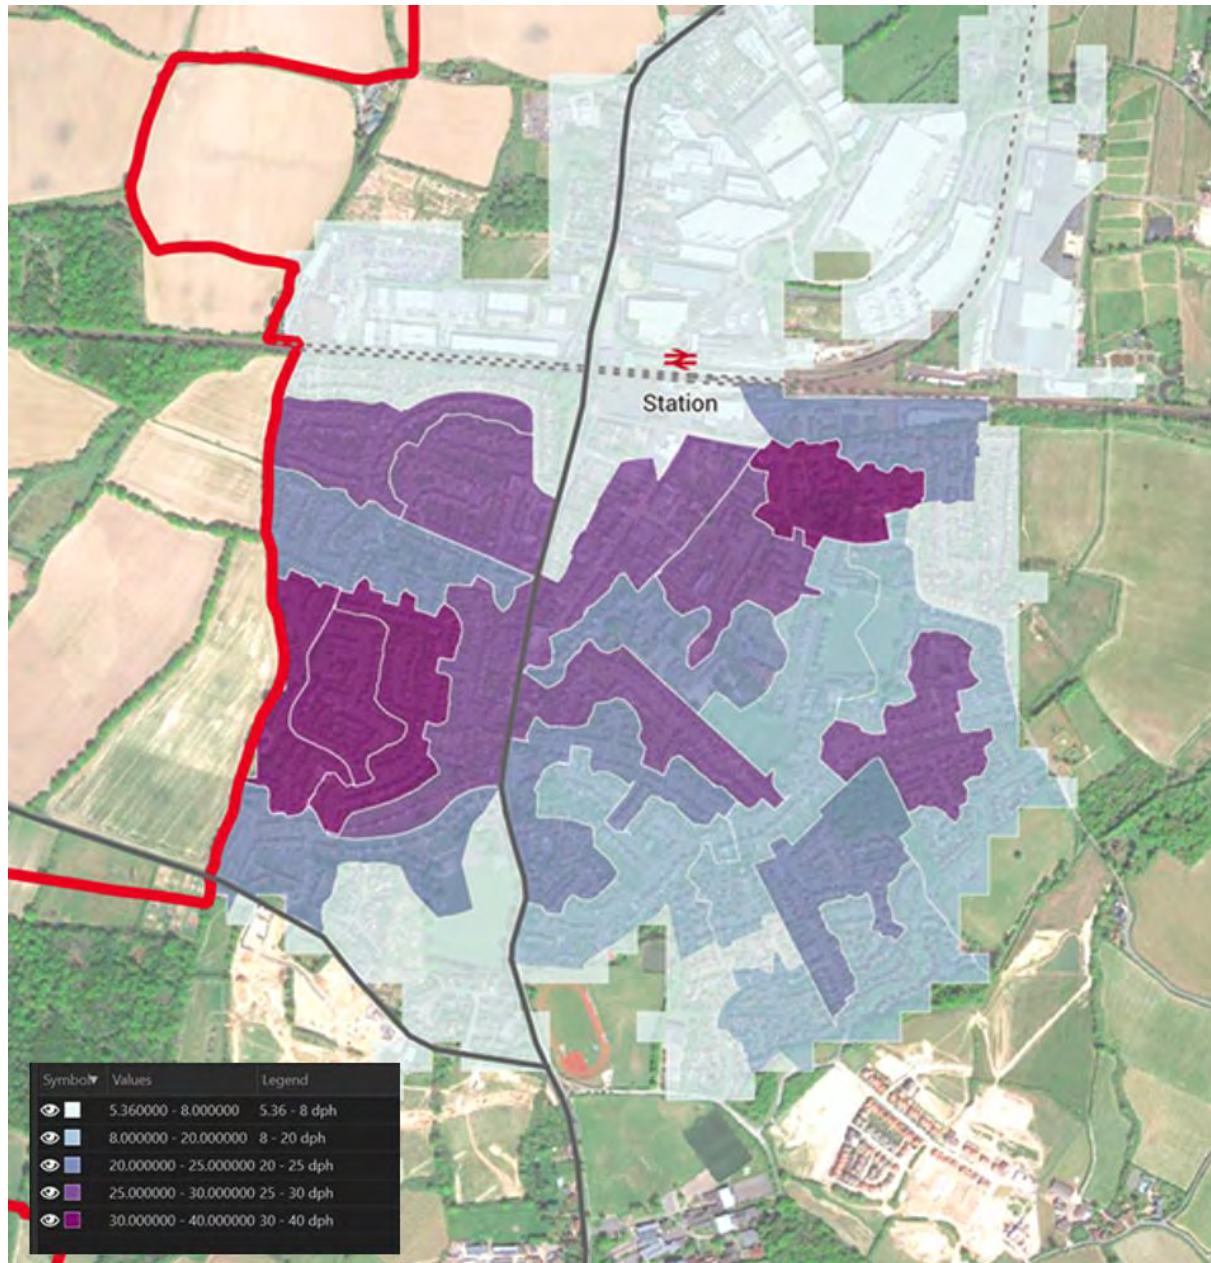 Station
Symbol Values Legend
5.360000 - 8.000000 5.36 - 8 dph
8.000000 - 20.000000 8 - 20 dph
20.000000 - 25.000000 20 - 25 dph
25.000000 - 30.000000 25 - 30 dph
30.000000 - 40.000000 30 - 40 dph